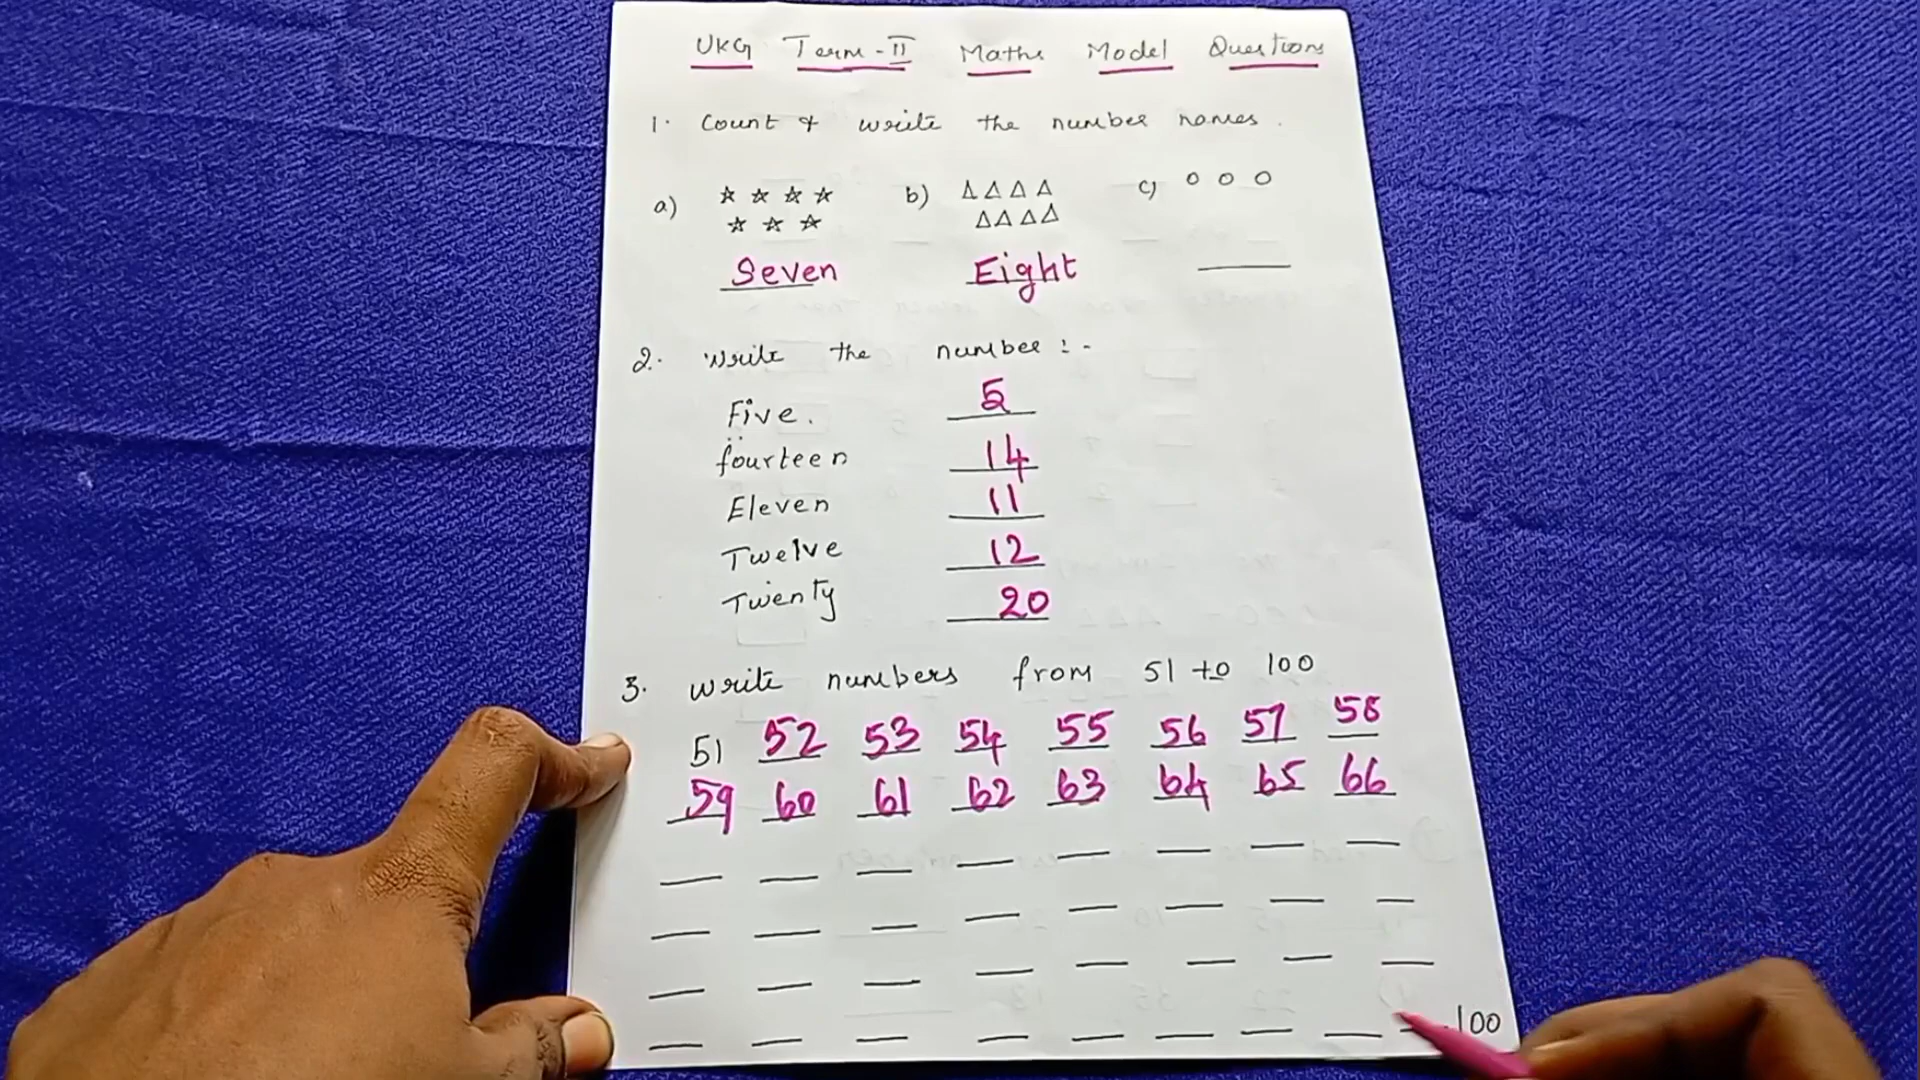 UKG Term-II Maths Model Questions
1. Count & write the number names.
a) b) c)
Seven Eight
2. Write the number :-
Five. 5
fourteen 14
Eleven 11
Twelve 12
Twenty 20
3. write numbers from 51 to 100
51 52 53 54 55 56 57 58
59 60 61 62 63 64 65 66
100